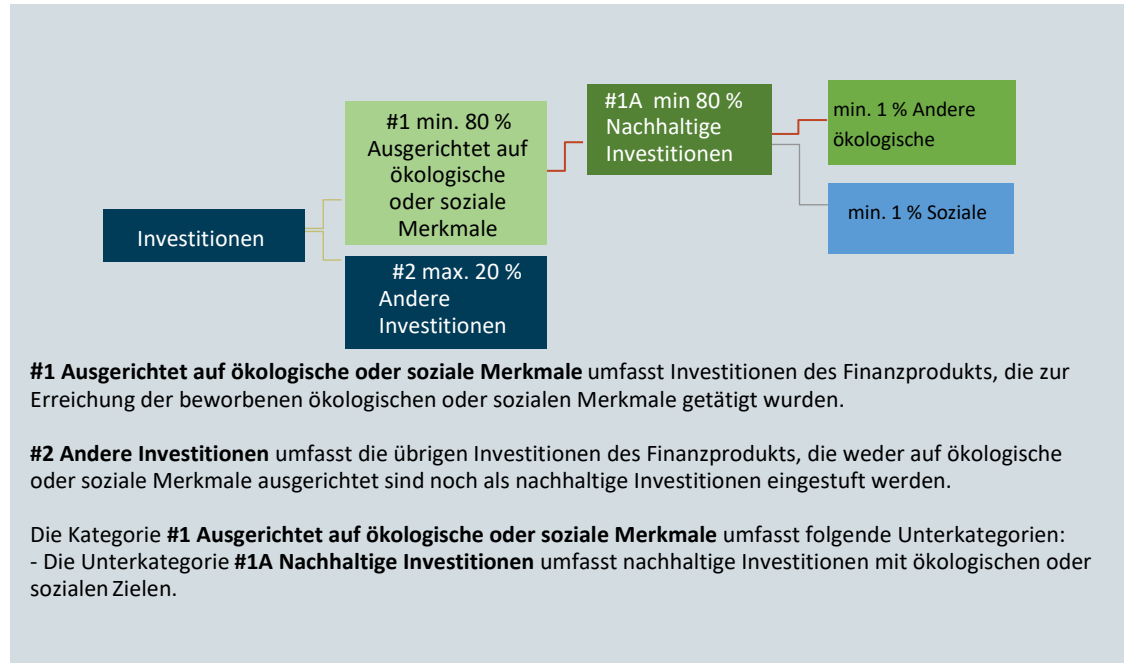 Investitionen
#1 min. 80 %
Ausgerichtet auf
ökologische
oder soziale
Merkmale
#2 max. 20 %
Andere
Investitionen
#1A min 80 %
Nachhaltige
Investitionen
min. 1 % Andere
ökologische
min. 1 % Soziale
#1 Ausgerichtet auf ökologische oder soziale Merkmale umfasst Investitionen des Finanzprodukts, die zur
Erreichung der beworbenen ökologischen oder sozialen Merkmale getätigt wurden.
#2 Andere Investitionen umfasst die übrigen Investitionen des Finanzprodukts, die weder auf ökologische
oder soziale Merkmale ausgerichtet sind noch als nachhaltige Investitionen eingestuft werden.
Die Kategorie #1 Ausgerichtet auf ökologische oder soziale Merkmale umfasst folgende Unterkategorien:
- Die Unterkategorie #1A Nachhaltige Investitionen umfasst nachhaltige Investitionen mit ökologischen oder
sozialen Zielen.